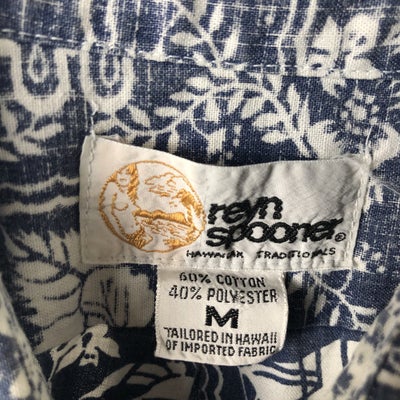 reyn
spooner®
HAWAIIAN TRADITIONALS
60% COTTON
40% POLYESTER
M
TAILORED IN HAWAII
OF IMPORTED FABRIC